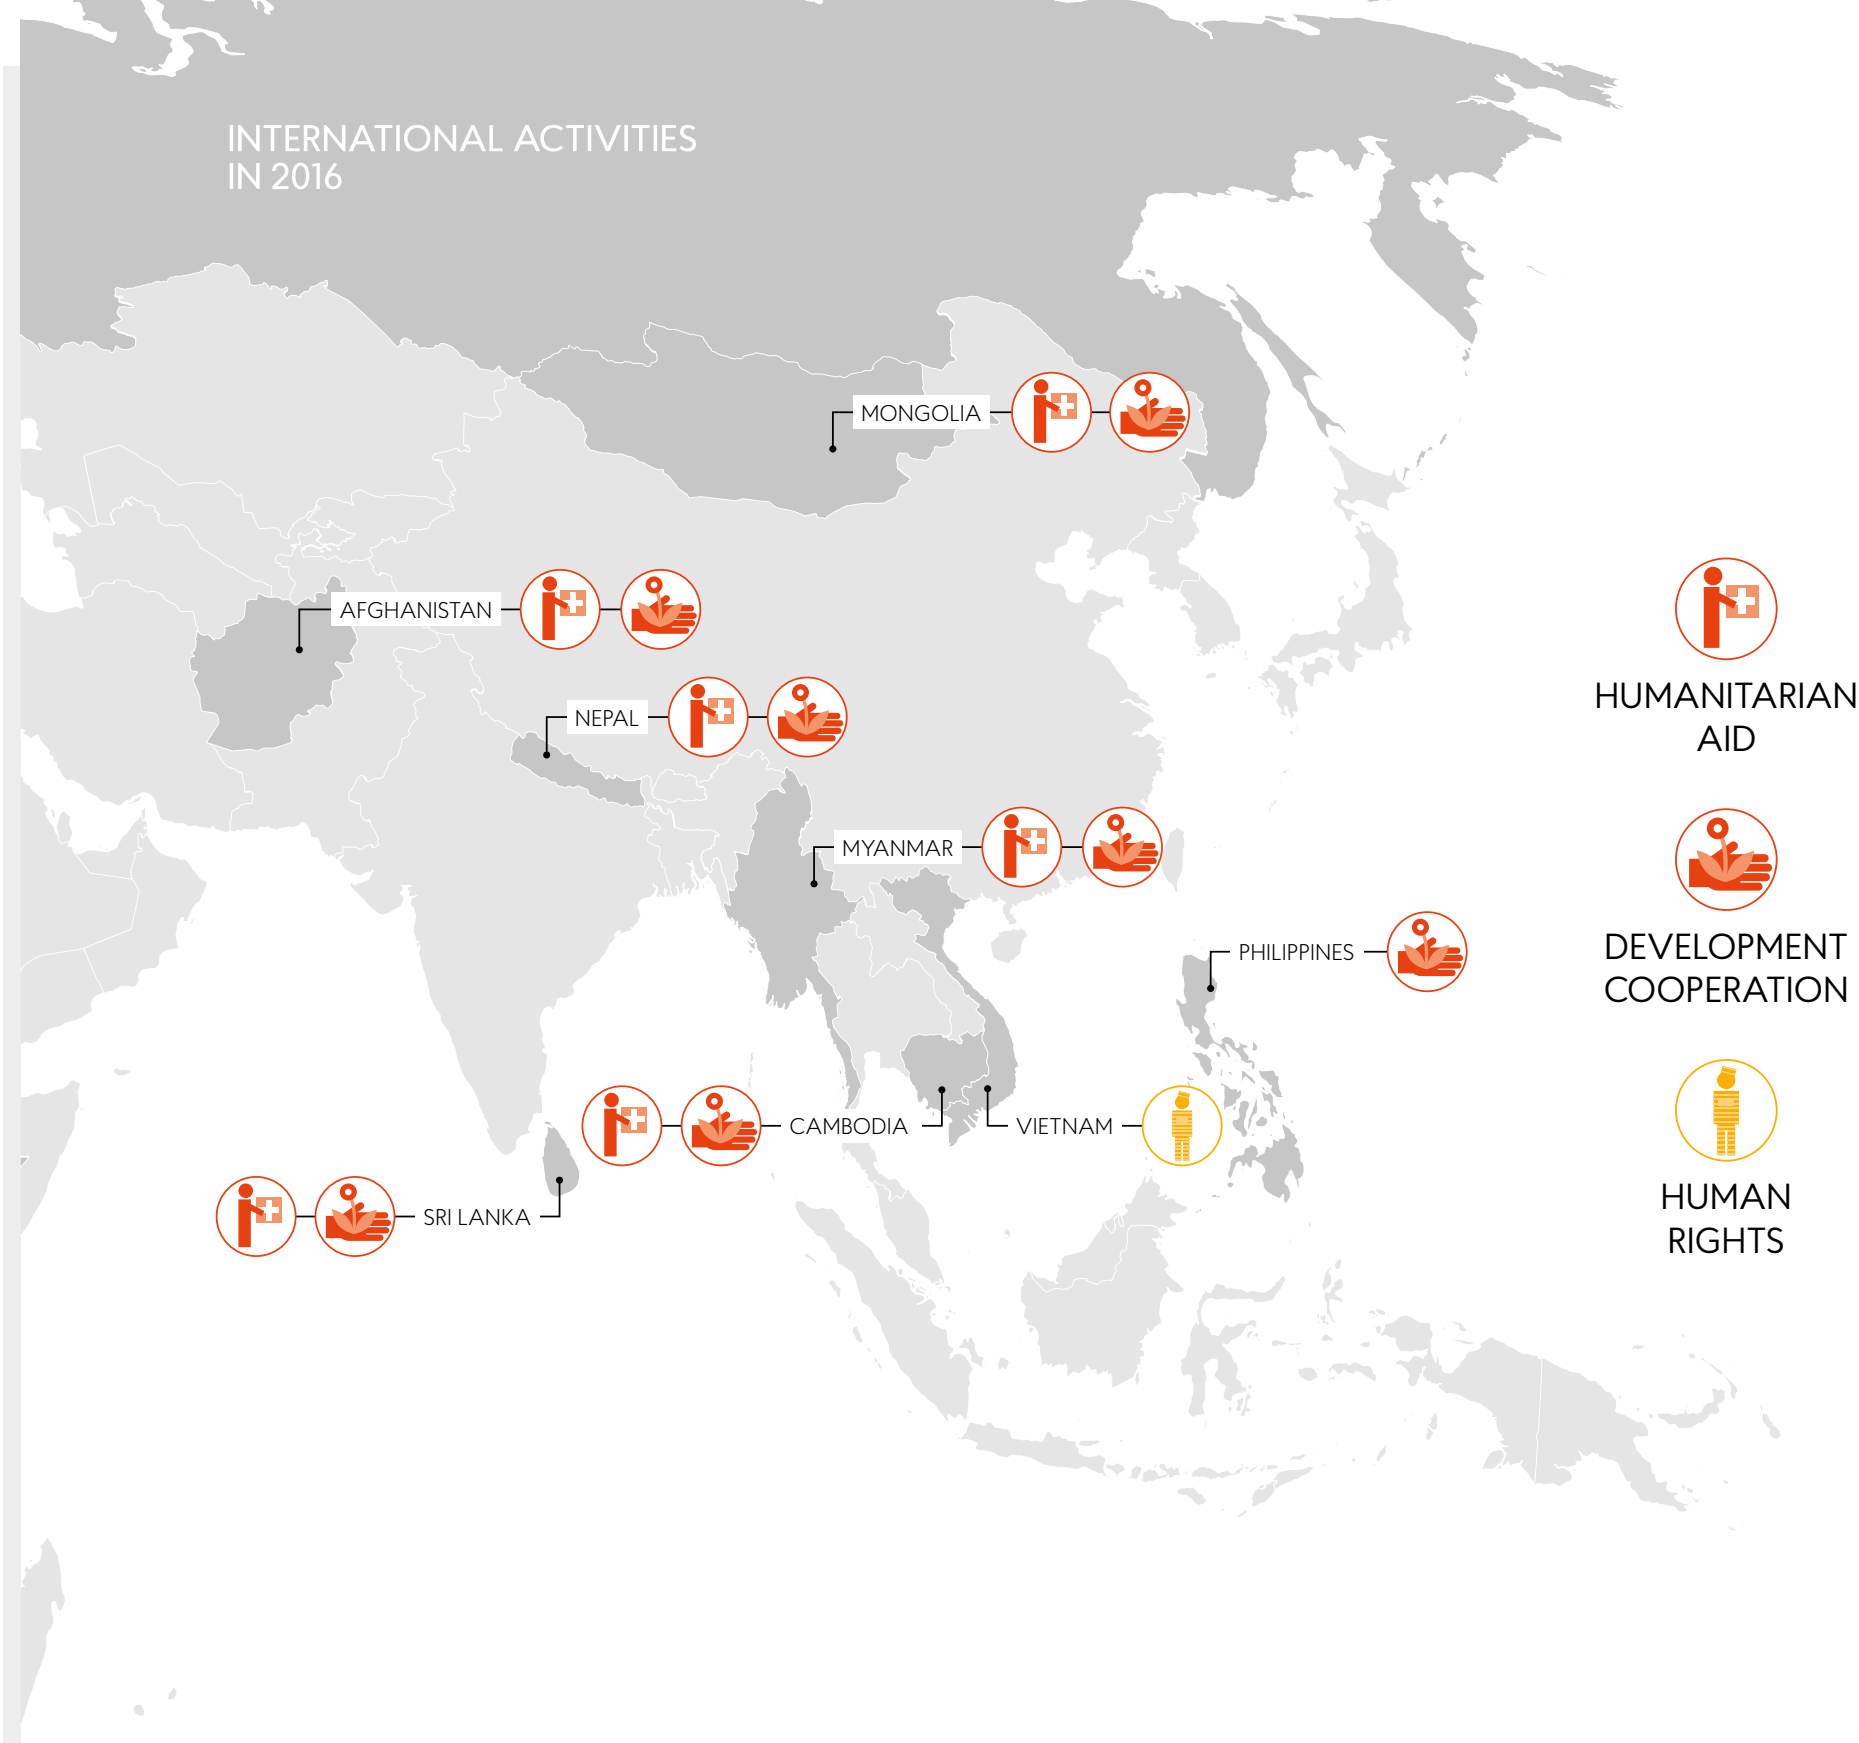 INTERNATIONAL ACTIVITIES
IN 2016
MONGOLIA
AFGHANISTAN
NEPAL
MYANMAR
PHILIPPINES
CAMBODIA
VIETNAM
SRI LANKA
HUMANITARIAN
AID
DEVELOPMENT
COOPERATION
HUMAN
RIGHTS